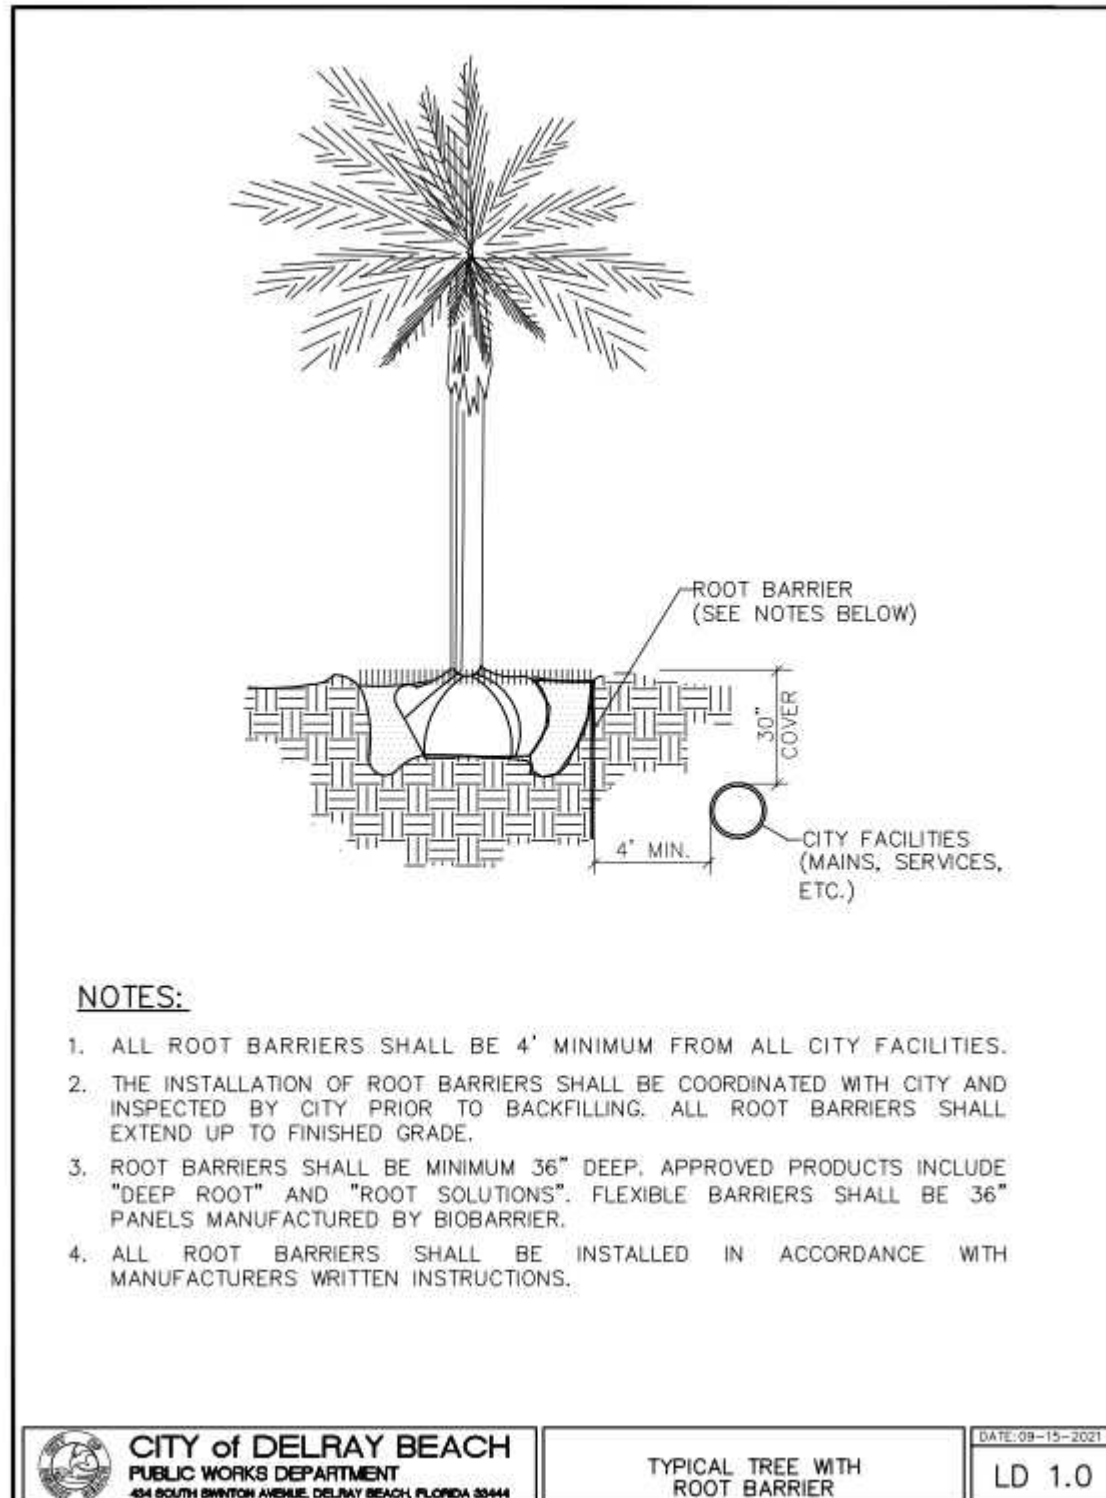 ROOT BARRIER
(SEE NOTES BELOW)
30"
COVER
4' MIN.
CITY FACILITIES
(MAINS, SERVICES,
ETC.)
NOTES:
1. ALL ROOT BARRIERS SHALL BE 4' MINIMUM FROM ALL CITY FACILITIES.
2. THE INSTALLATION OF ROOT BARRIERS SHALL BE COORDINATED WITH CITY AND
INSPECTED BY CITY PRIOR TO BACKFILLING. ALL ROOT BARRIERS SHALL
EXTEND UP TO FINISHED GRADE.
3. ROOT BARRIERS SHALL BE MINIMUM 36" DEEP. APPROVED PRODUCTS INCLUDE
"DEEP ROOT" AND "ROOT SOLUTIONS". FLEXIBLE BARRIERS SHALL BE 36"
PANELS MANUFACTURED BY BIOBARRIER.
4. ALL ROOT BARRIERS SHALL BE INSTALLED IN ACCORDANCE WITH
MANUFACTURERS WRITTEN INSTRUCTIONS.
CITY of DELRAY BEACH
PUBLIC WORKS DEPARTMENT
434 SOUTH SWINTON AVENUE, DELRAY BEACH, FLORIDA 33444
TYPICAL TREE WITH
ROOT BARRIER
DATE:09-15-2021
LD 1.0